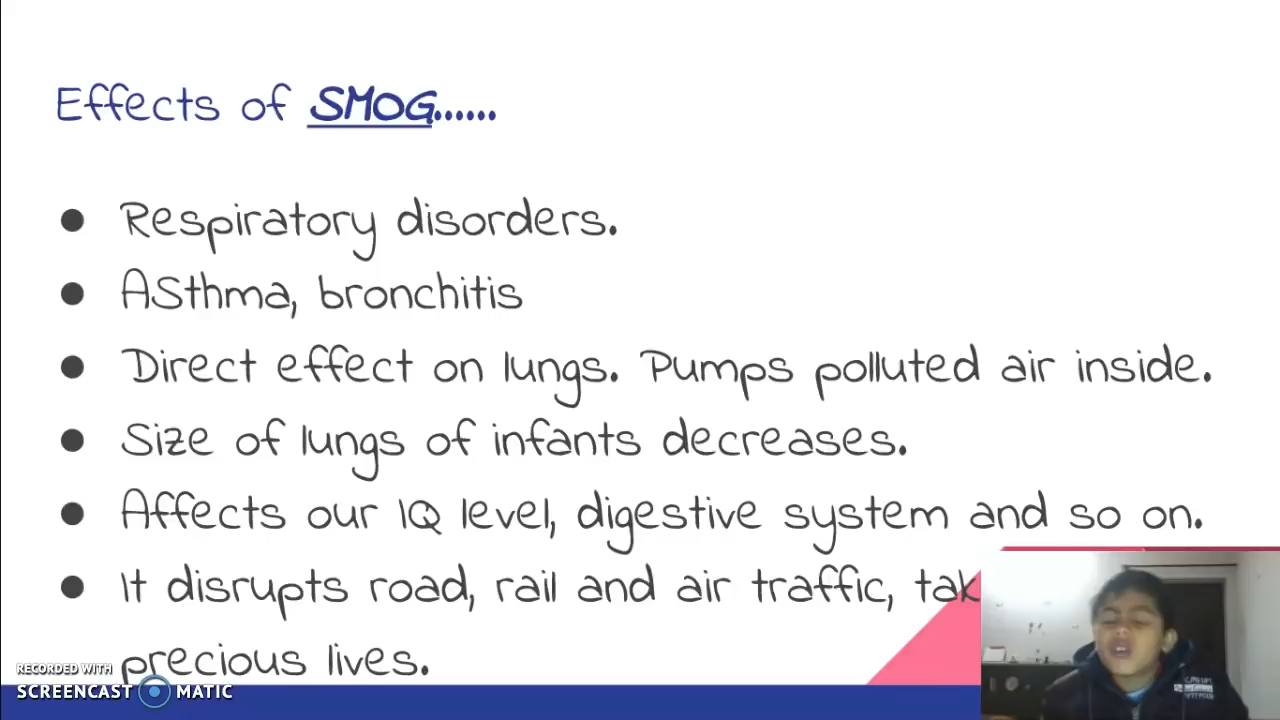 Effects of SMOG......
● Respiratory disorders.
● ASthma, bronchitis
● Direct effect on lungs. Pumps polluted air inside.
● Size of lungs of infants decreases.
● Affects our IQ level, digestive system and so on.
● It disrupts road, rail and air traffic, tak
precious lives.
RECORDED WITH
SCREENCAST MATIC